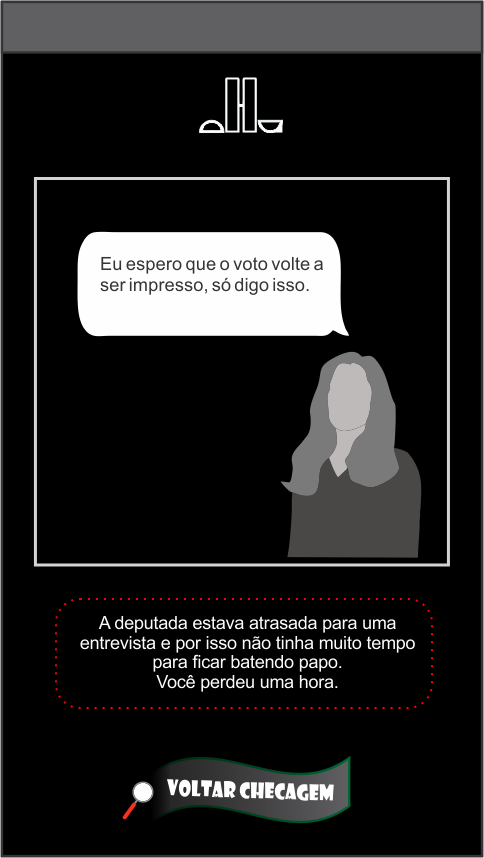 Eu espero que o voto volte a
ser impresso, só digo isso.
A deputada estava atrasada para uma
entrevista e por isso não tinha muito tempo
para ficar batendo papo.
Você perdeu uma hora.
VOLTAR CHECAGEM